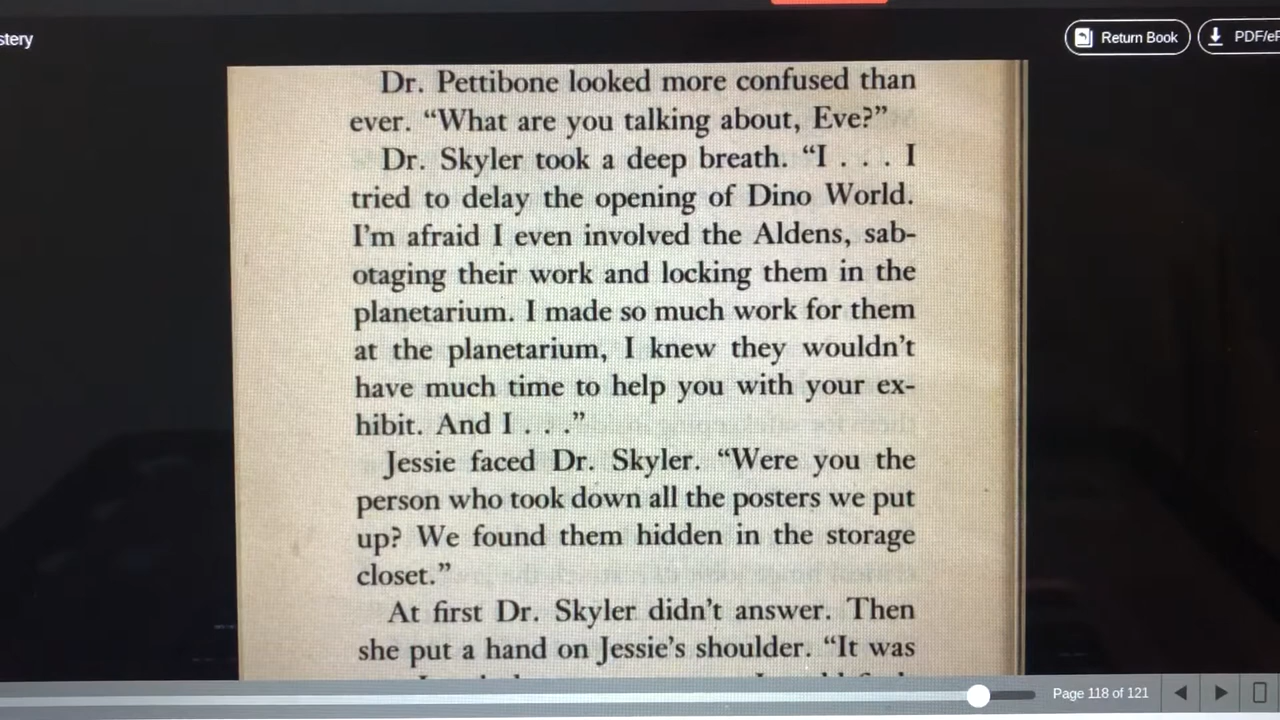 stery
Return Book
PDF/eP
Dr. Pettibone looked more confused than
ever. “What are you talking about, Eve?”
Dr. Skyler took a deep breath. “I . . . I
tried to delay the opening of Dino World.
I'm afraid I even involved the Aldens, sab-
otaging their work and locking them in the
planetarium. I made so much work for them
at the planetarium, I knew they wouldn't
have much time to help you with your ex-
hibit. And I . . .”
Jessie faced Dr. Skyler. “Were you the
person who took down all the posters we put
up? We found them hidden in the storage
closet.”
At first Dr. Skyler didn't answer. Then
she put a hand on Jessie's shoulder. “It was
Page 118 of 121